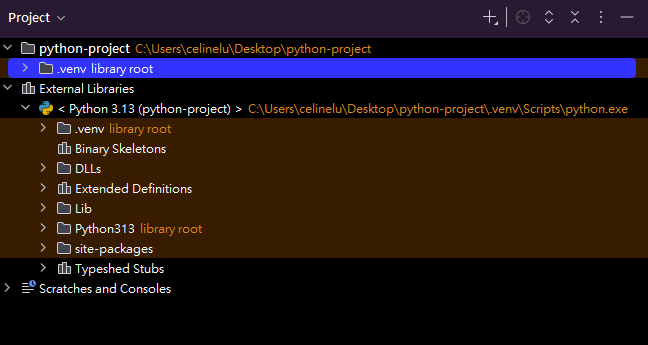 Project
python-project C:\Users\celinelu\Desktop\python-project
.venv library root
External Libraries
< Python 3.13 (python-project) > C:\Users\celinelu\Desktop\python-project\.venv\Scripts\python.exe
.venv library root
Binary Skeletons
DLLs
Extended Definitions
Lib
Python313 library root
site-packages
Typeshed Stubs
Scratches and Consoles